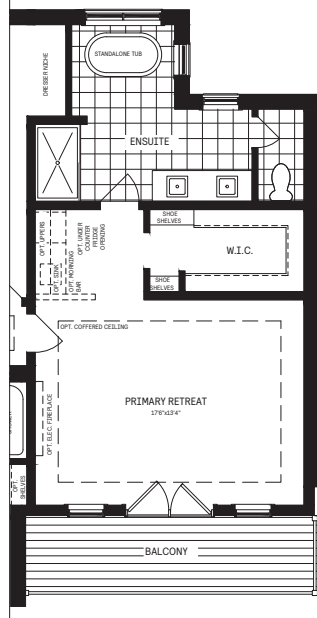 STANDALONE TUB
DRESSER NICHE
ENSUITE
SHOE
SHELVES
OPT. UPPERS
OPT. SINK
OPT. MORNING
BAR
OPT. UNDER
COUNTER
FRIDGE
OPENING
W.I.C.
SHOE
SHELVES
OPT. COFFERED CEILING
PRIMARY RETREAT
17'6"x13'4"
OPT. ELEC. FIREPLACE
OPT.
SHELVES
BALCONY